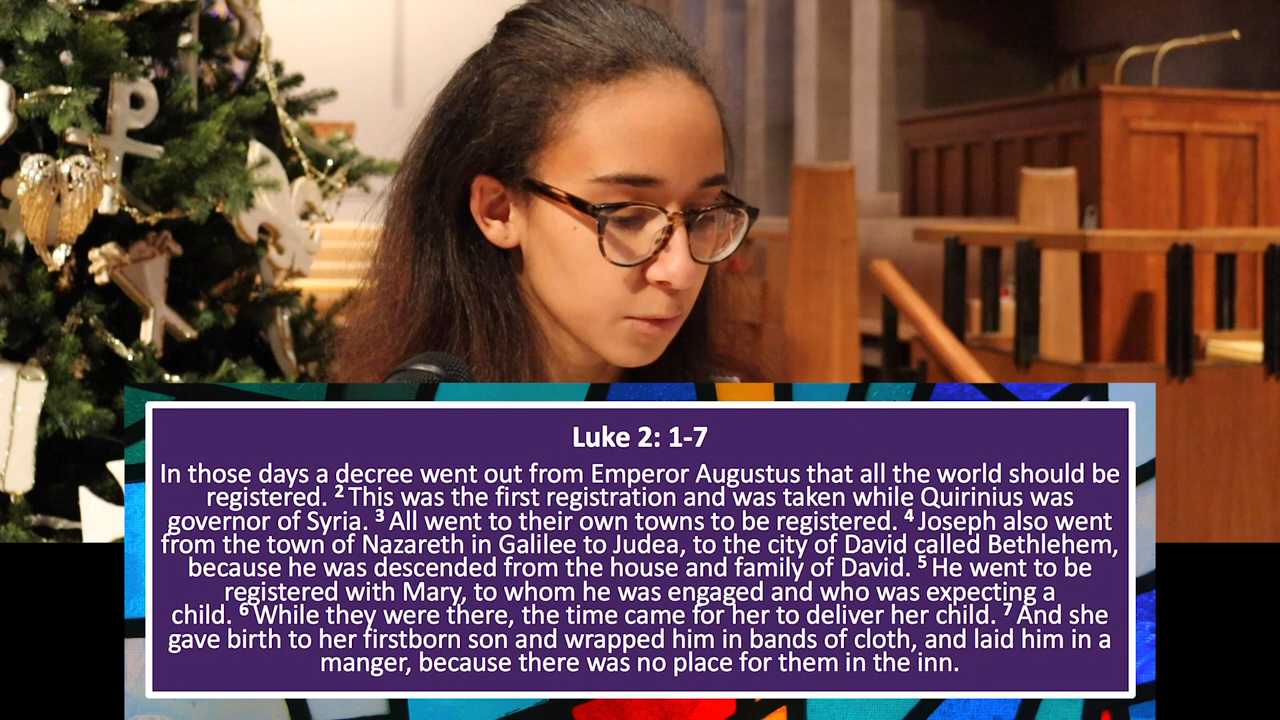 Luke 2: 1-7
In those days a decree went out from Emperor Augustus that all the world should be
registered. ² This was the first registration and was taken while Quirinius was
governor of Syria. ³ All went to their own towns to be registered. ⁴ Joseph also went
from the town of Nazareth in Galilee to Judea, to the city of David called Bethlehem,
because he was descended from the house and family of David. ⁵ He went to be
registered with Mary, to whom he was engaged and who was expecting a
child. ⁶ While they were there, the time came for her to deliver her child. ⁷ And she
gave birth to her firstborn son and wrapped him in bands of cloth, and laid him in a
manger, because there was no place for them in the inn.